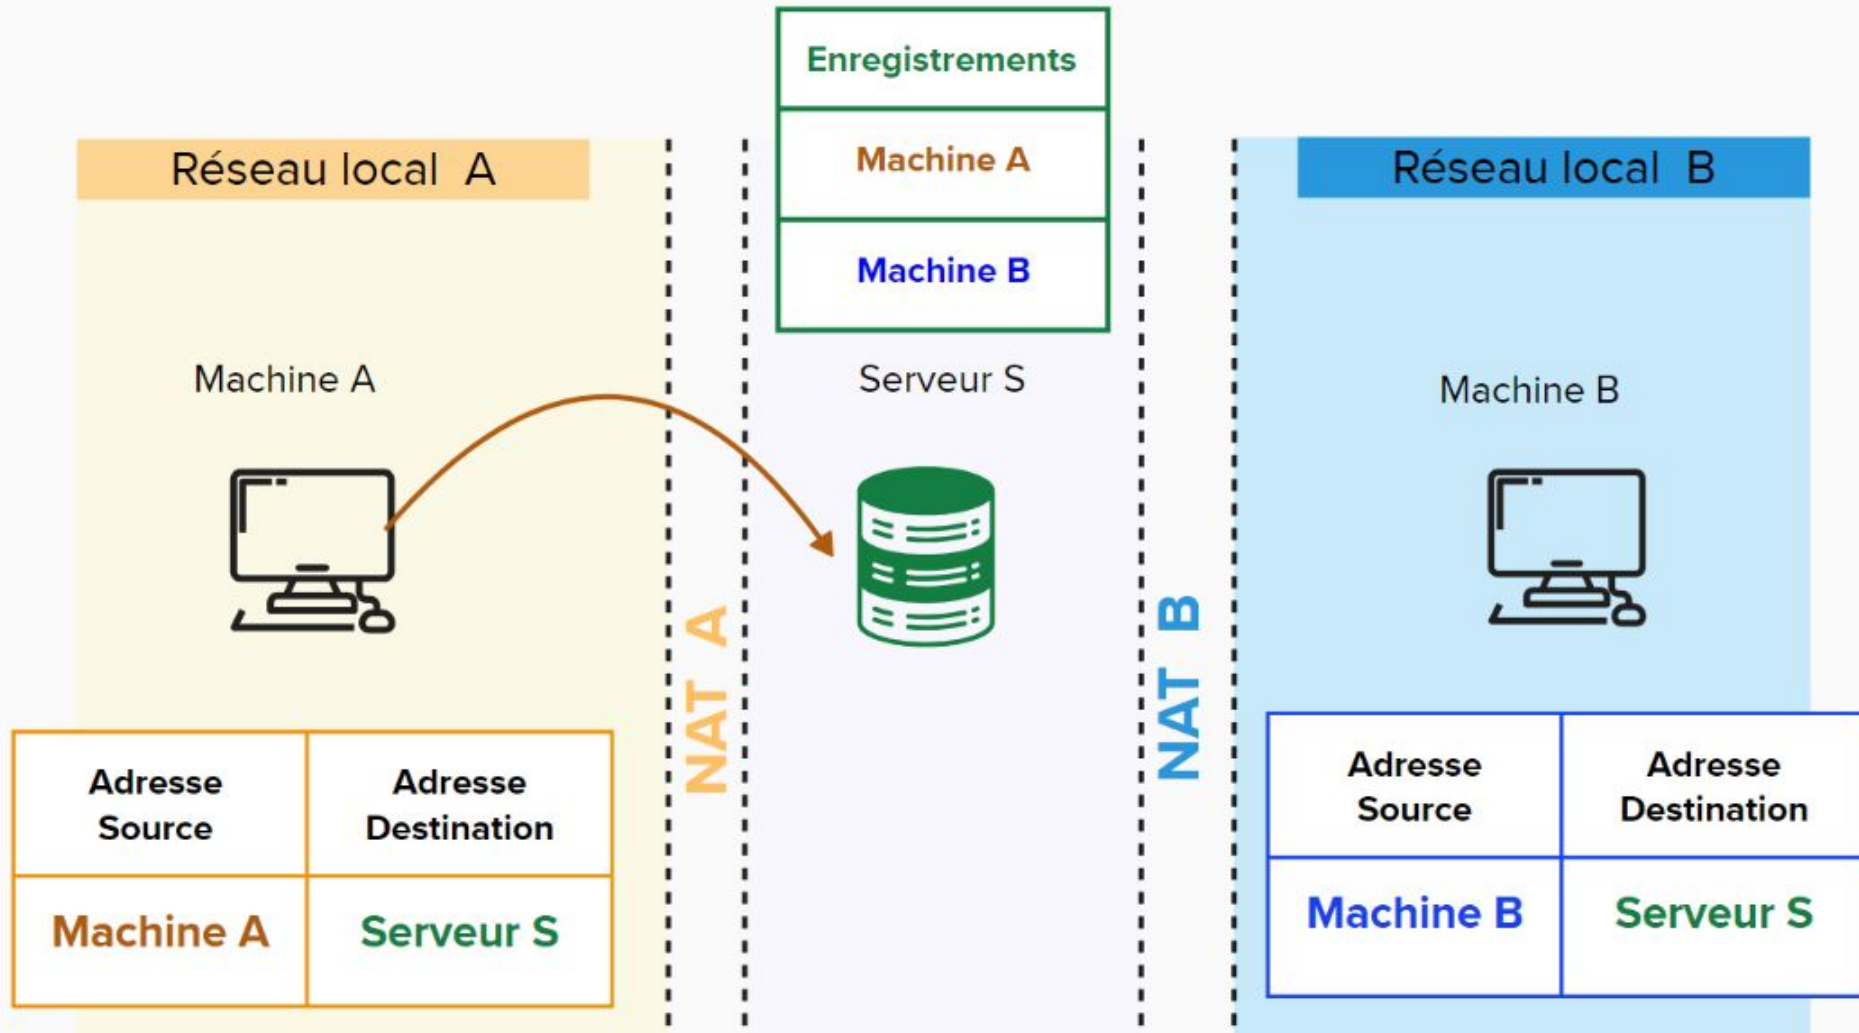 Enregistrements
Machine A
Machine B
Réseau local A
Réseau local B
Machine A
Serveur S
Machine B
NAT A
NAT B
Adresse
Source
Adresse
Destination
Machine A
Serveur S
Adresse
Source
Adresse
Destination
Machine B
Serveur S